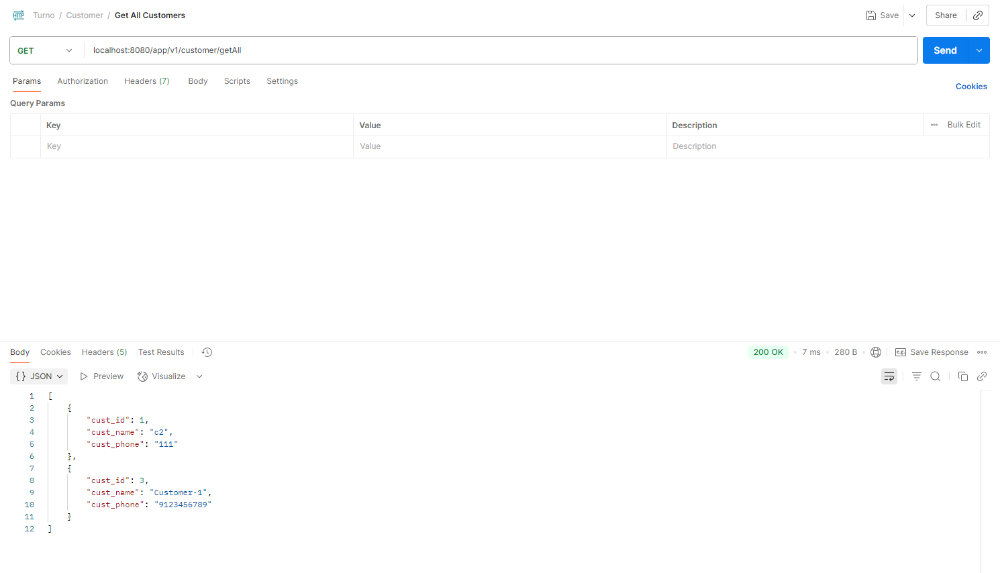 HTTP Turno / Customer / Get All Customers Save Share
GET localhost:8080/app/v1/customer/getAll Send
Params Authorization Headers (7) Body Scripts Settings Cookies
Query Params
Key Value Description Bulk Edit
Key Value Description
Body Cookies Headers (5) Test Results 200 OK 7 ms 280 B e.g. Save Response
{} JSON Preview Visualize
1 [
2 {
3 "cust_id": 1,
4 "cust_name": "c2",
5 "cust_phone": "111"
6 },
7 {
8 "cust_id": 3,
9 "cust_name": "Customer-1",
10 "cust_phone": "9123456789"
11 }
12 ]